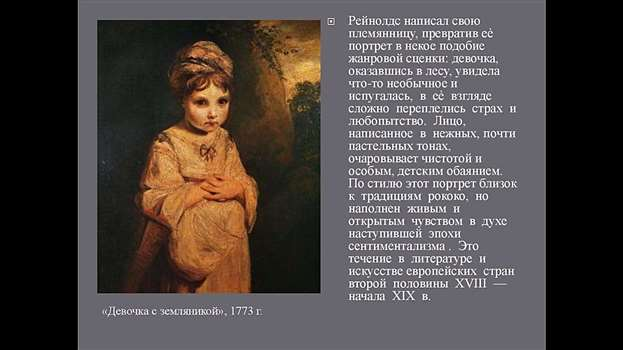 Рейнолдс написал свою
племянницу, превратив её
портрет в некое подобие
жанровой сценки: девочка,
оказавшись в лесу, увидела
что-то необычное и
испугалась, в её взгляде
сложно переплелись страх и
любопытство. Лицо,
написанное в нежных, почти
пастельных тонах,
очаровывает чистотой и
особым, детским обаянием.
По стилю этот портрет близок
к традициям рококо, но
наполнен живым и
открытым чувством в духе
наступившей эпохи
сентиментализма . Это
течение в литературе и
искусстве европейских стран
второй половины XVIII —
начала XIX в.
«Девочка с земляникой», 1773 г.